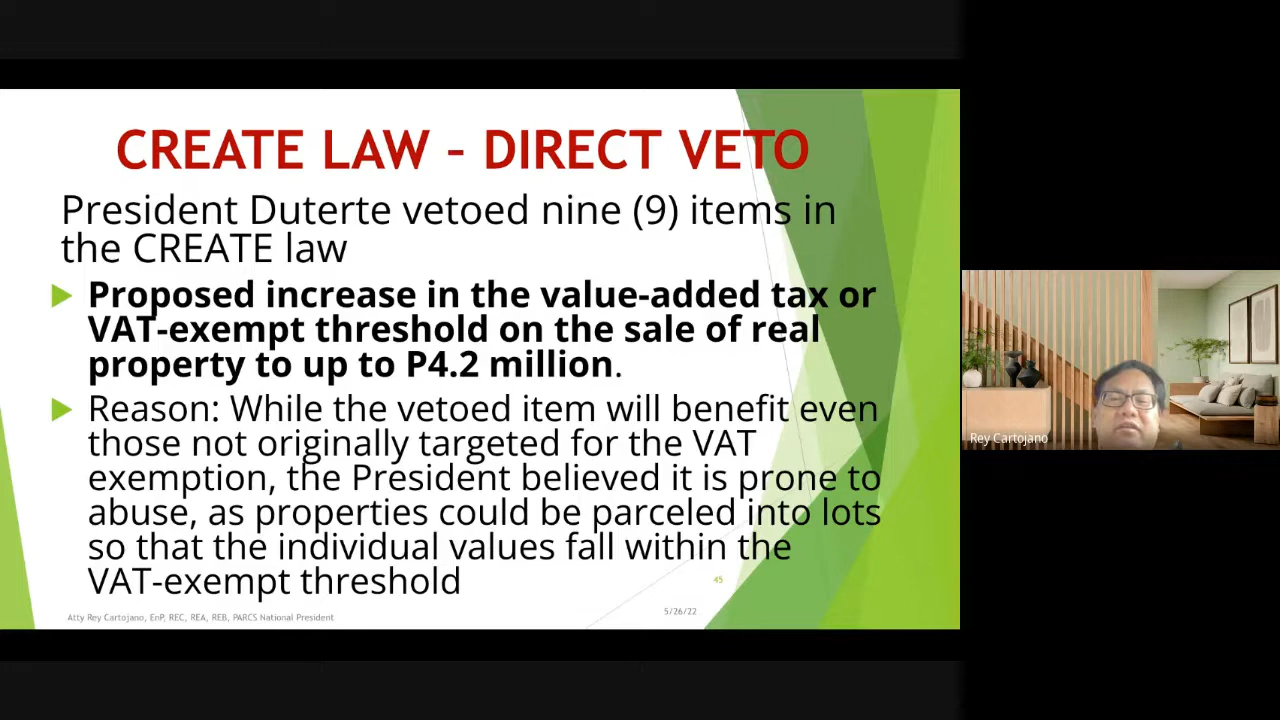 CREATE LAW – DIRECT VETO
President Duterte vetoed nine (9) items in
the CREATE law
Proposed increase in the value-added tax or
VAT-exempt threshold on the sale of real
property to up to P4.2 million.
Reason: While the vetoed item will benefit even
those not originally targeted for the VAT
exemption, the President believed it is prone to
abuse, as properties could be parceled into lots
so that the individual values fall within the
VAT-exempt threshold
45
Atty Rey Cartojano, EnP, REC, REA, REB, PARCS National President
5/26/22
Rey Cartojano